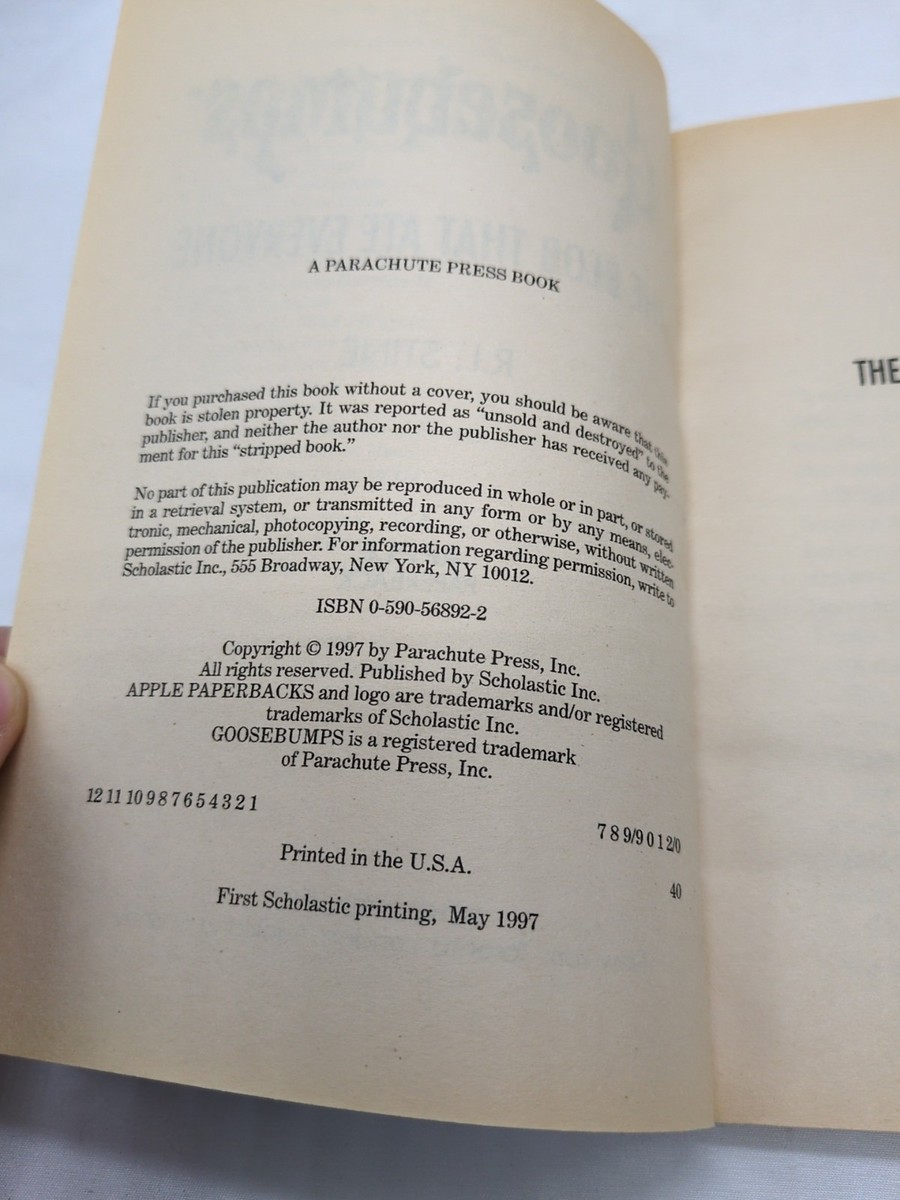 A PARACHUTE PRESS BOOK
If you purchased this book without a cover, you should be aware that this
book is stolen property. It was reported as “unsold and destroyed” to the
publisher, and neither the author nor the publisher has received any pay-
ment for this “stripped book.”
No part of this publication may be reproduced in whole or in part, or stored
in a retrieval system, or transmitted in any form or by any means, elec-
tronic, mechanical, photocopying, recording, or otherwise, without written
permission of the publisher. For information regarding permission, write to
Scholastic Inc., 555 Broadway, New York, NY 10012.
ISBN 0-590-56892-2
Copyright © 1997 by Parachute Press, Inc.
All rights reserved. Published by Scholastic Inc.
APPLE PAPERBACKS and logo are trademarks and/or registered
trademarks of Scholastic Inc.
GOOSEBUMPS is a registered trademark
of Parachute Press, Inc.
12 11 10 9 8 7 6 5 4 3 2 1
7 8 9/9 0 1 2/0
Printed in the U.S.A.
40
First Scholastic printing, May 1997
THE